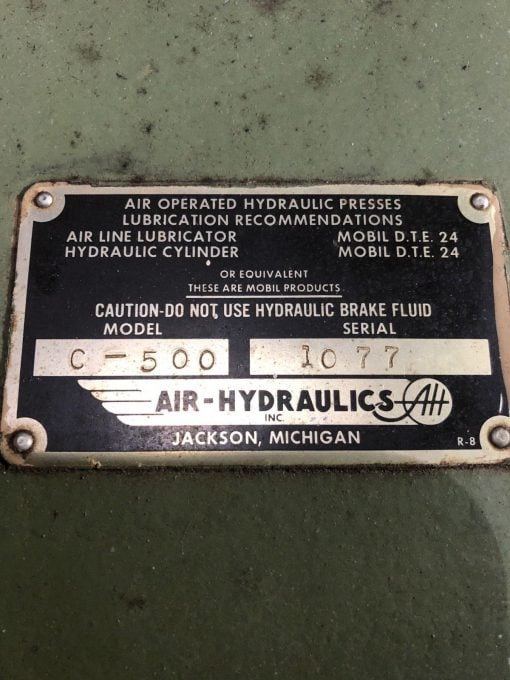 AIR OPERATED HYDRAULIC PRESSES
LUBRICATION RECOMMENDATIONS
AIR LINE LUBRICATOR MOBIL D.T.E. 24
HYDRAULIC CYLINDER MOBIL D.T.E. 24
OR EQUIVALENT
THESE ARE MOBIL PRODUCTS
CAUTION-DO NOT USE HYDRAULIC BRAKE FLUID
MODEL SERIAL
C-500 1077
AIR-HYDRAULICS AH
INC.
JACKSON, MICHIGAN
R-8